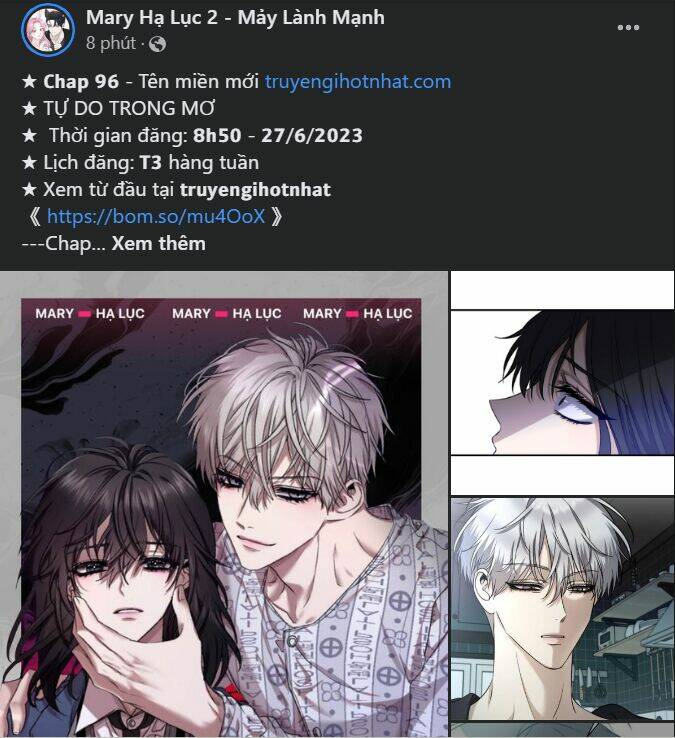 Mary Hạ Lục 2 - Mảy Lành Mạnh
8 phút ·
★ Chap 96 - Tên miền mới truyengihotnhat.com
★ TỰ DO TRONG MƠ
★ Thời gian đăng: 8h50 - 27/6/2023
★ Lịch đăng: T3 hàng tuần
★ Xem từ đầu tại truyengihotnhat
《 https://bom.so/mu4OoX 》
---Chap... Xem thêm
MARY HẠ LỤC MARY HẠ LỤC MARY HẠ LỤC